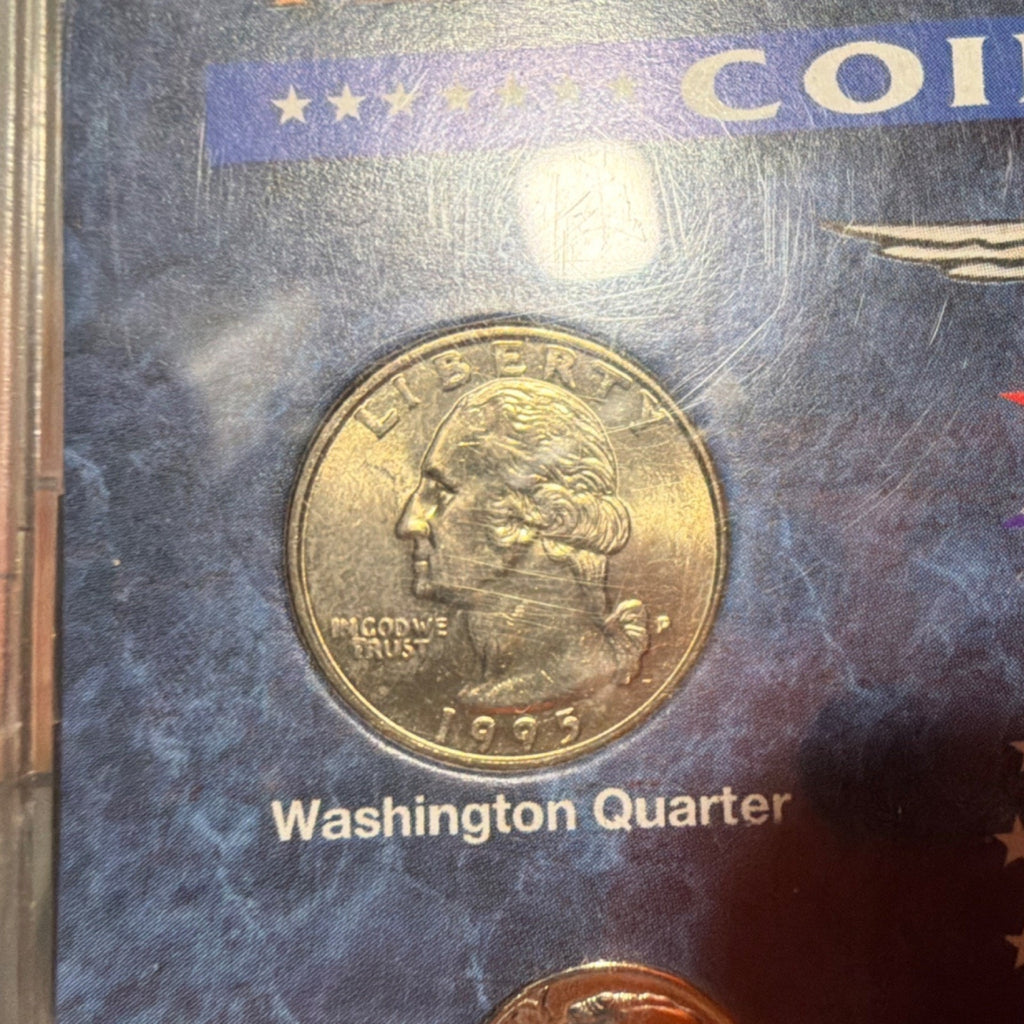 COI
LIBERTY
IN GOD WE
TRUST
P
1995
Washington Quarter